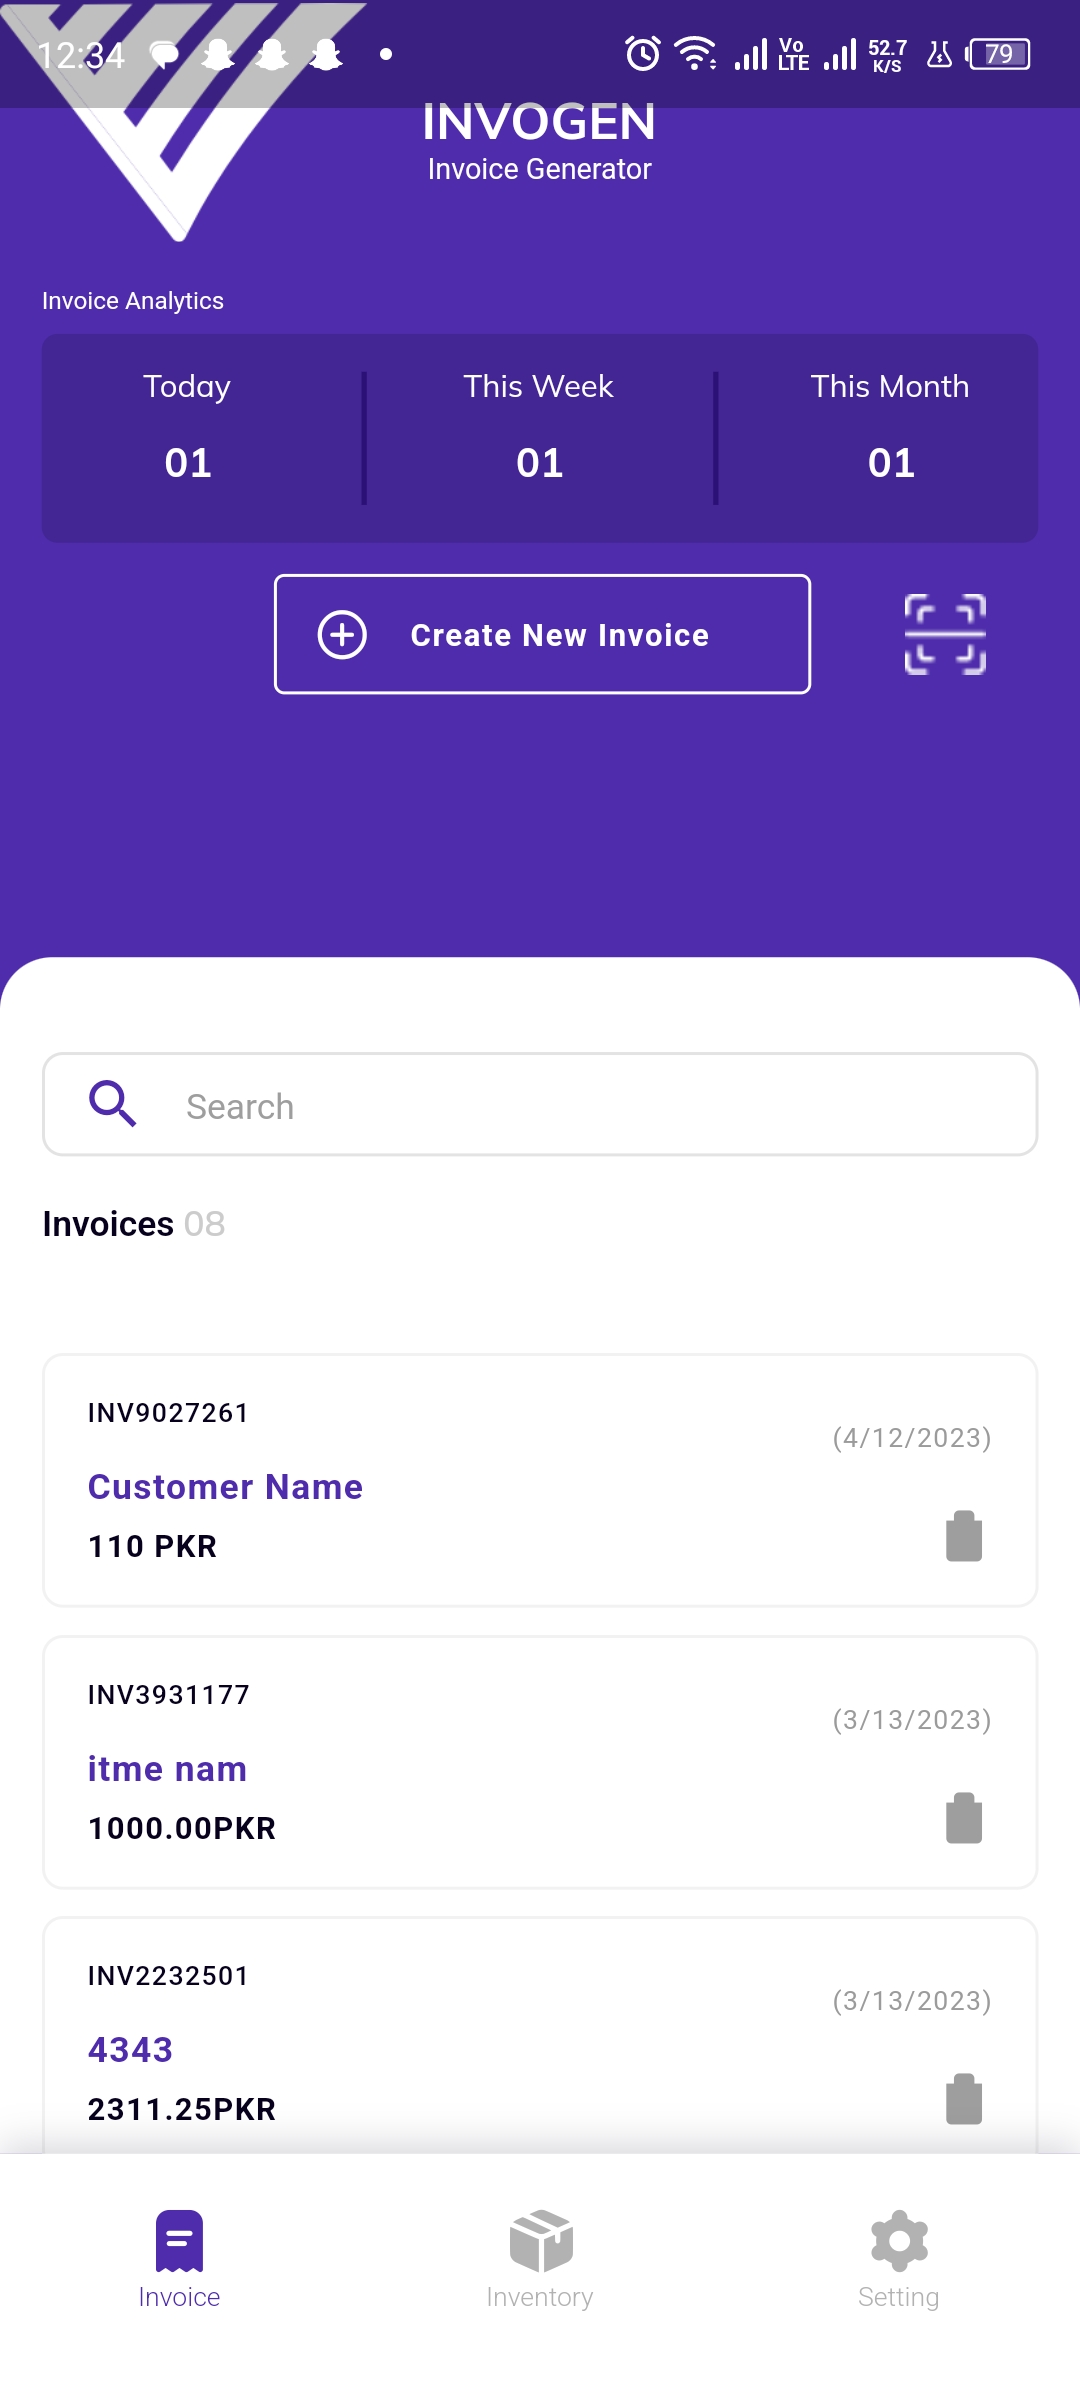 12:34
Vo LTE
52.7 K/S
79
INVOGEN
Invoice Generator
Invoice Analytics
Today This Week This Month
01 01 01
Create New Invoice
Search
Invoices 08
INV9027261
(4/12/2023)
Customer Name
110 PKR
INV3931177
(3/13/2023)
itme nam
1000.00PKR
INV2232501
(3/13/2023)
4343
2311.25PKR
Invoice Inventory Setting